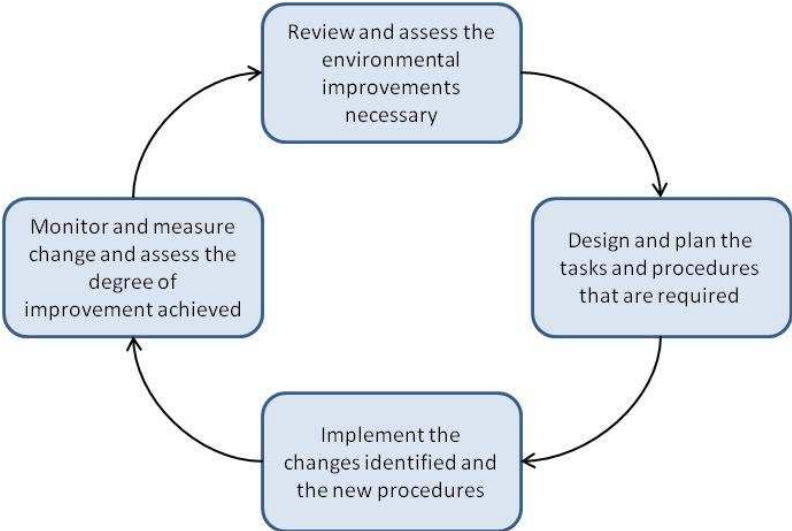 Review and assess the
environmental
improvements
necessary
Design and plan the
tasks and procedures
that are required
Implement the
changes identified and
the new procedures
Monitor and measure
change and assess the
degree of
improvement achieved